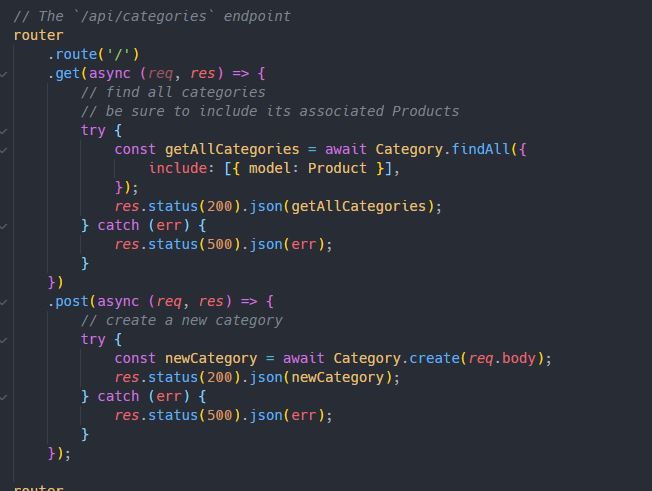 // The `/api/categories` endpoint
router
    .route('/')
    .get(async (req, res) => {
        // find all categories
        // be sure to include its associated Products
        try {
            const getAllCategories = await Category.findAll({
                include: [{ model: Product }],
            });
            res.status(200).json(getAllCategories);
        } catch (err) {
            res.status(500).json(err);
        }
    })
    .post(async (req, res) => {
        // create a new category
        try {
            const newCategory = await Category.create(req.body);
            res.status(200).json(newCategory);
        } catch (err) {
            res.status(500).json(err);
        }
    });
router